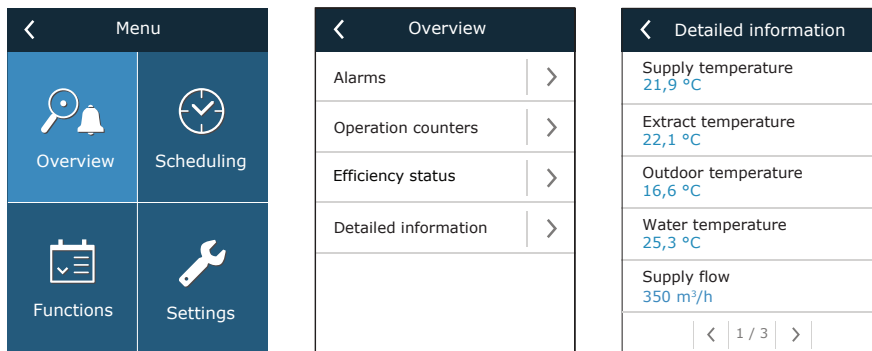 Menu
Overview
Scheduling
Functions
Settings
Overview
Alarms
Operation counters
Efficiency status
Detailed information
Detailed information
Supply temperature
21,9 °C
Extract temperature
22,1 °C
Outdoor temperature
16,6 °C
Water temperature
25,3 °C
Supply flow
350 m³/h
1 / 3